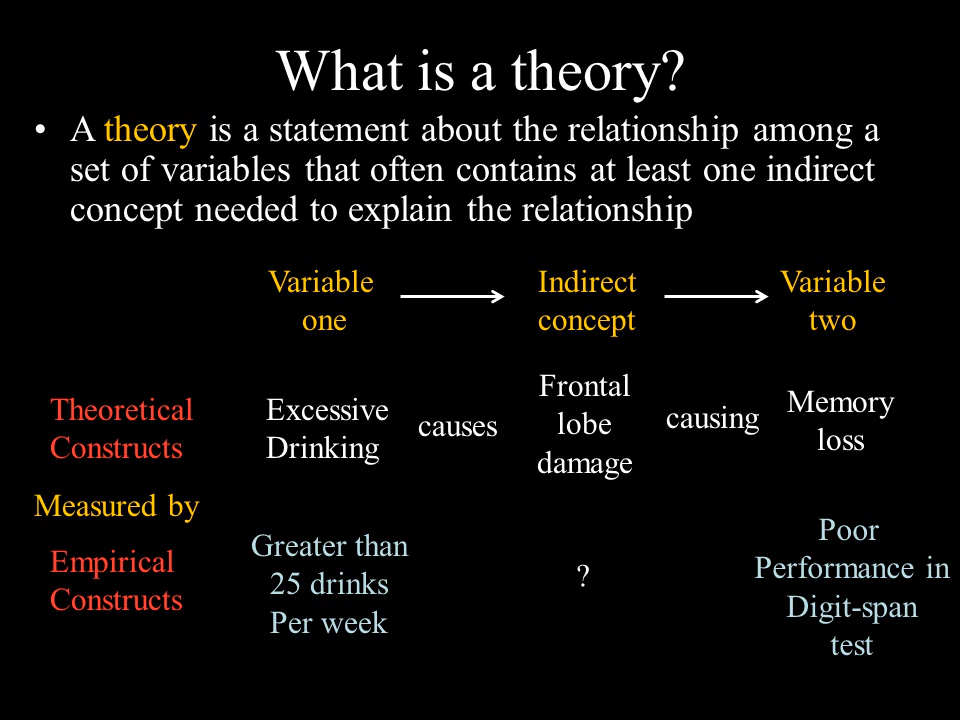 What is a theory?
• A theory is a statement about the relationship among a
set of variables that often contains at least one indirect
concept needed to explain the relationship
Variable
one
Indirect
concept
Variable
two
Theoretical
Constructs
Excessive
Drinking
causes
Frontal
lobe
damage
causing
Memory
loss
Measured by
Empirical
Constructs
Greater than
25 drinks
Per week
?
Poor
Performance in
Digit-span
test